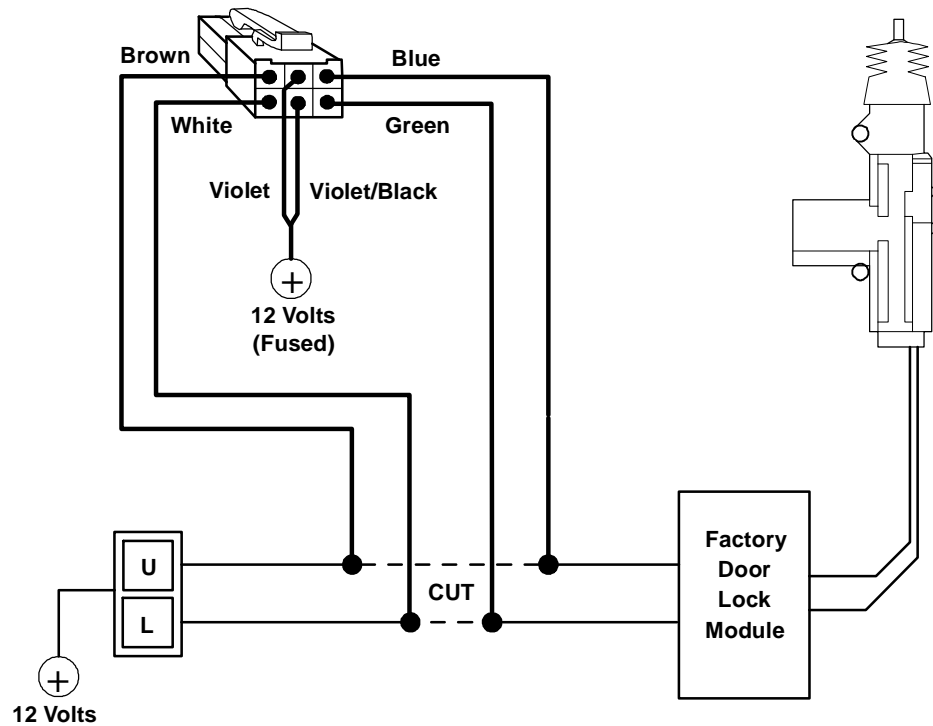 Brown
Blue
White
Green
Violet
Violet/Black
+
12 Volts
(Fused)
U
L
CUT
Factory
Door
Lock
Module
+
12 Volts